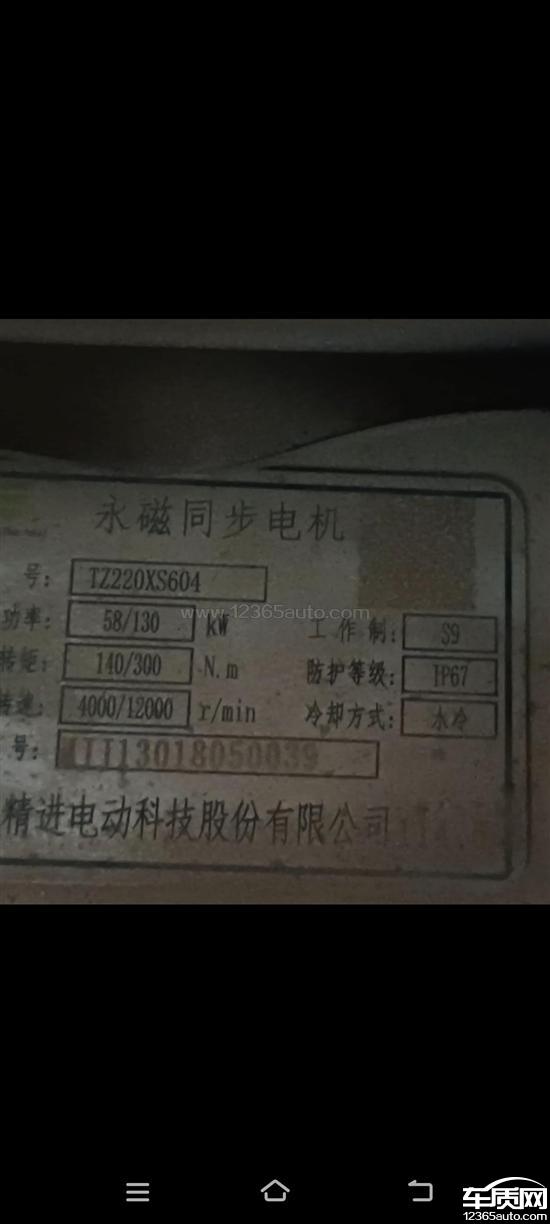 永磁同步电机
号: TZ220XS604
功率: 58/130 kW 工作制: S9
转矩: 140/300 N.m 防护等级: IP67
转速: 4000/12000 r/min 冷却方式: 水冷
号: 13018050039
精进电动科技股份有限公司
www.12365auto.com
车质网
12365auto.com